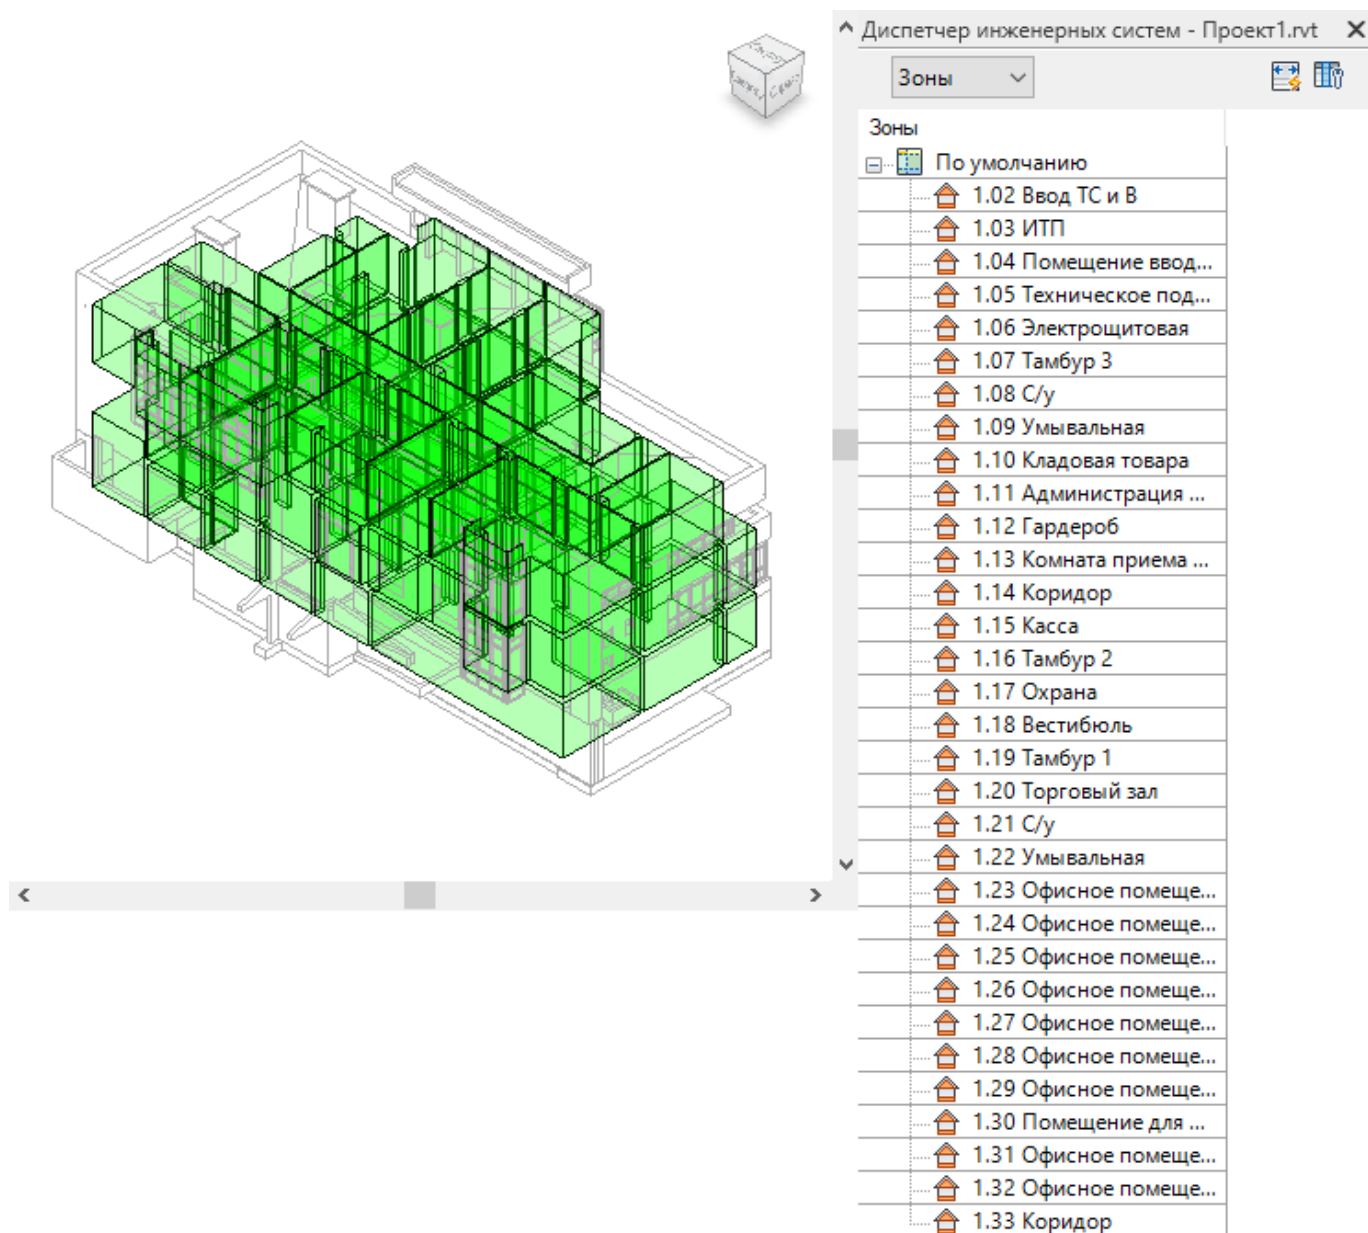 Диспетчер инженерных систем - Проект1.rvt
Зоны
Зоны
По умолчанию
1.02 Ввод ТС и В
1.03 ИТП
1.04 Помещение ввод...
1.05 Техническое под...
1.06 Электрощитовая
1.07 Тамбур 3
1.08 С/у
1.09 Умывальная
1.10 Кладовая товара
1.11 Администрация ...
1.12 Гардероб
1.13 Комната приема ...
1.14 Коридор
1.15 Касса
1.16 Тамбур 2
1.17 Охрана
1.18 Вестибюль
1.19 Тамбур 1
1.20 Торговый зал
1.21 С/у
1.22 Умывальная
1.23 Офисное помеще...
1.24 Офисное помеще...
1.25 Офисное помеще...
1.26 Офисное помеще...
1.27 Офисное помеще...
1.28 Офисное помеще...
1.29 Офисное помеще...
1.30 Помещение для ...
1.31 Офисное помеще...
1.32 Офисное помеще...
1.33 Коридор